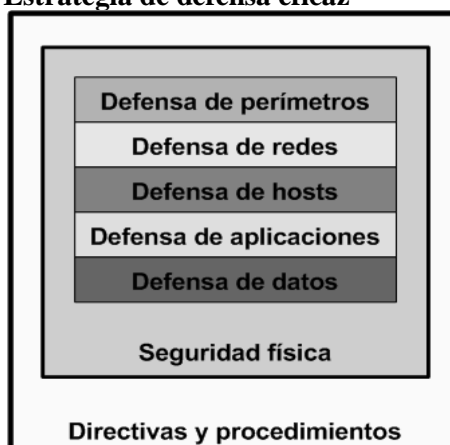 Estrategia de defensa eficaz
Defensa de perímetros
Defensa de redes
Defensa de hosts
Defensa de aplicaciones
Defensa de datos
Seguridad física
Directivas y procedimientos